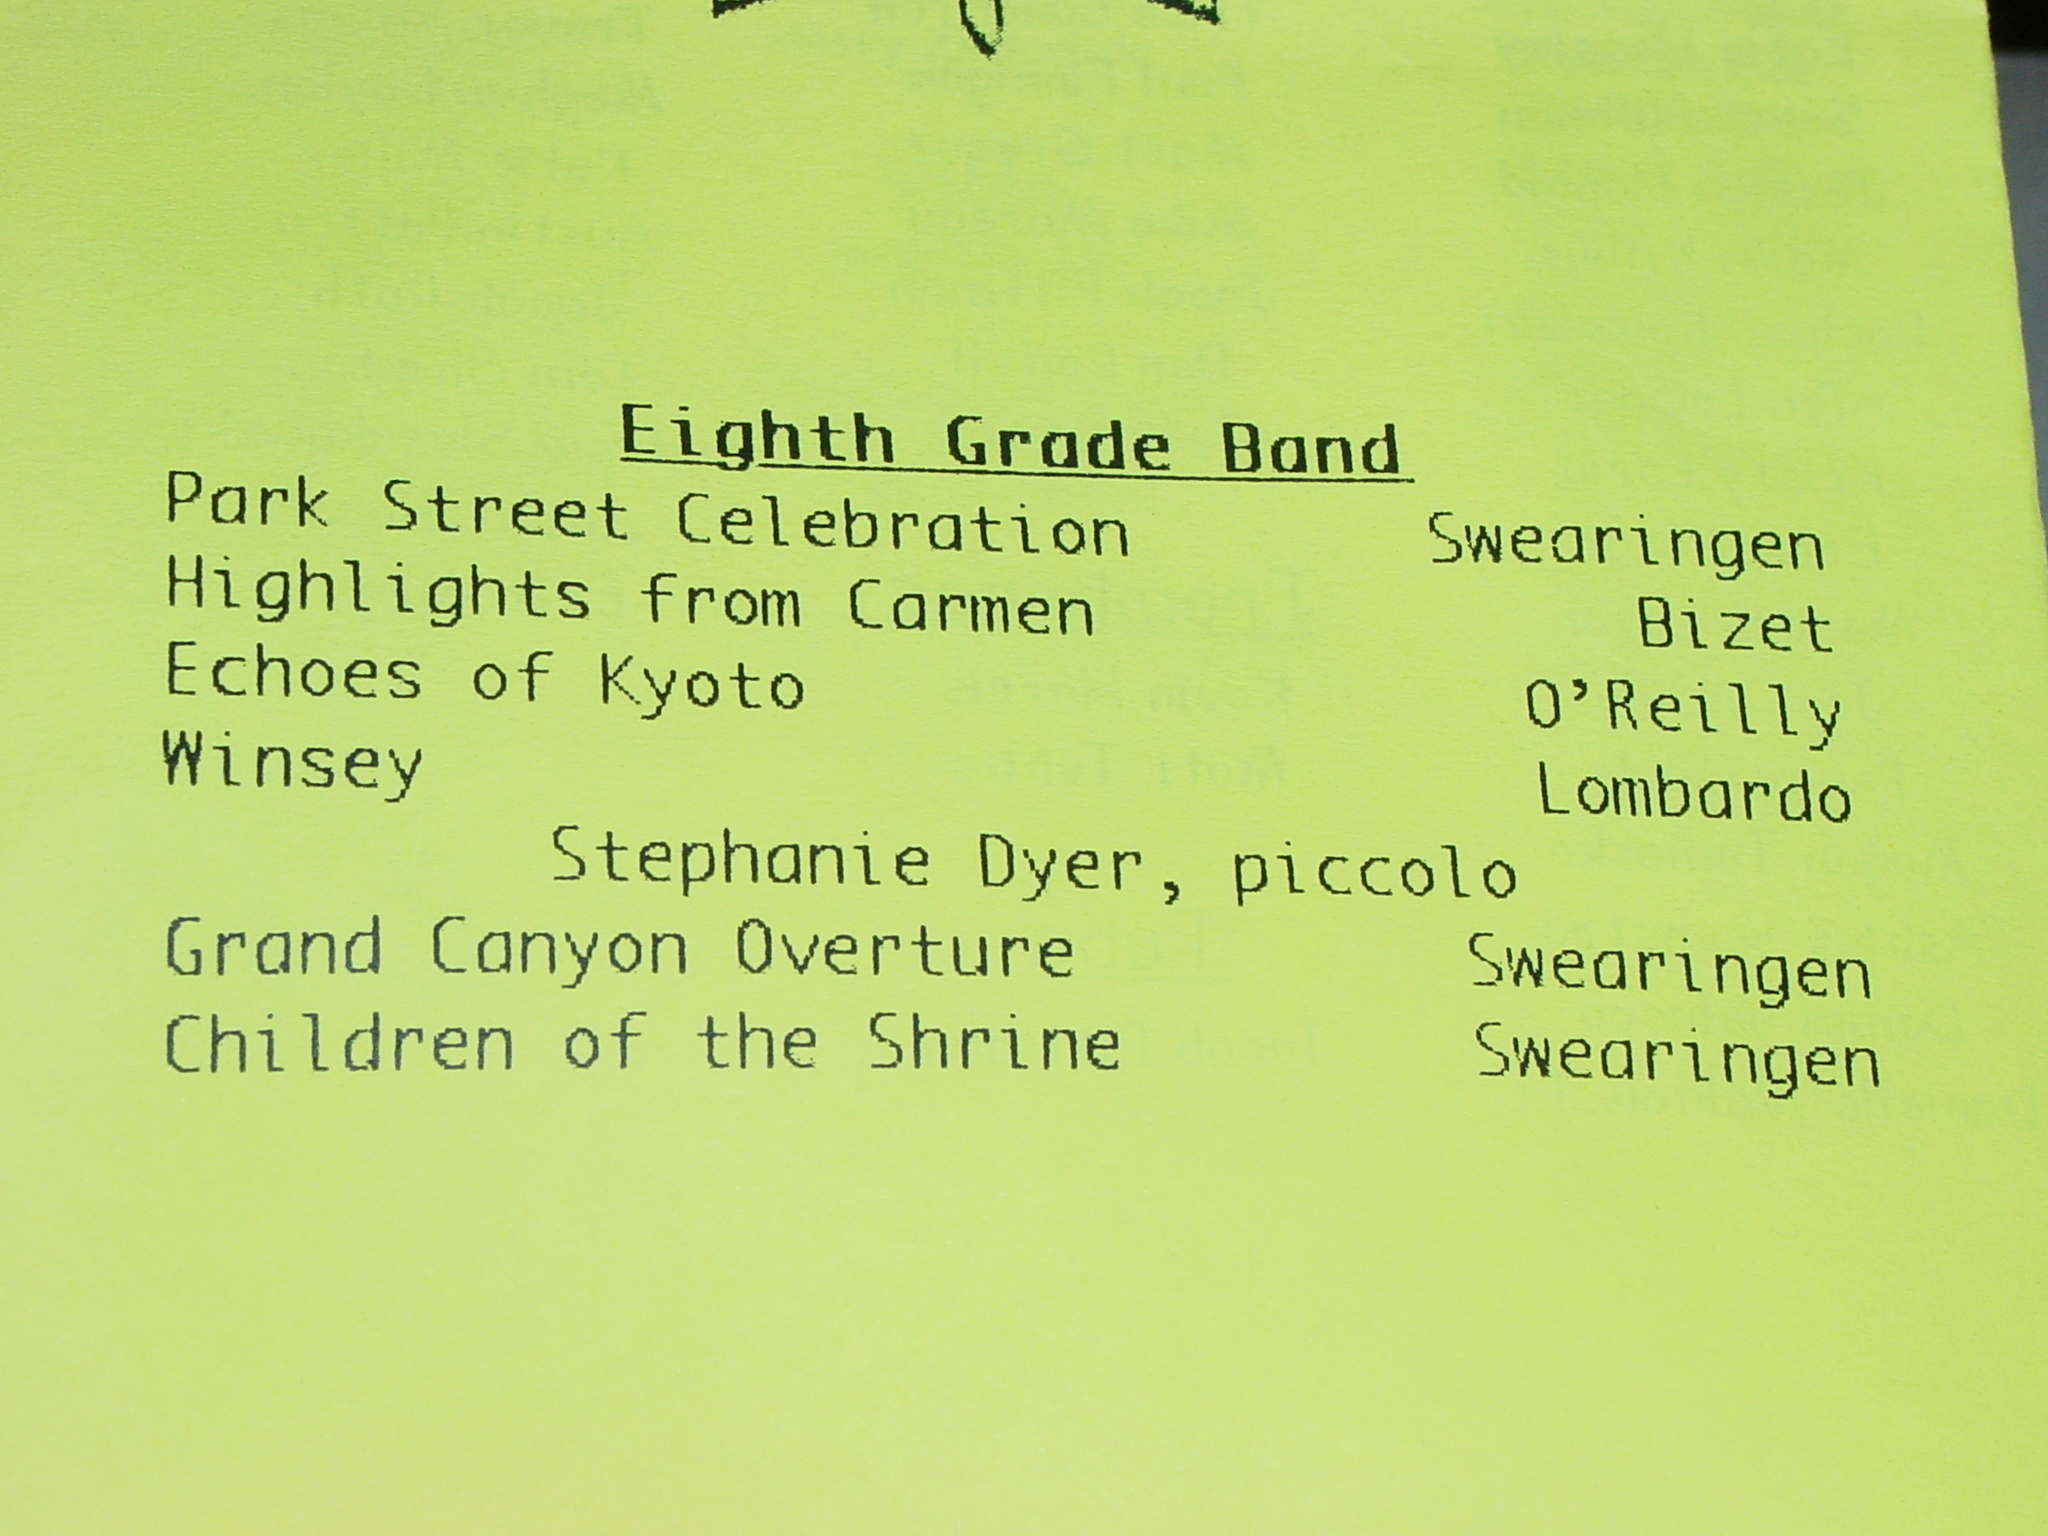 Eighth Grade Band
Park Street Celebration Swearingen
Highlights from Carmen Bizet
Echoes of Kyoto O'Reilly
Winsey Lombardo
Stephanie Dyer, piccolo
Grand Canyon Overture Swearingen
Children of the Shrine Swearingen